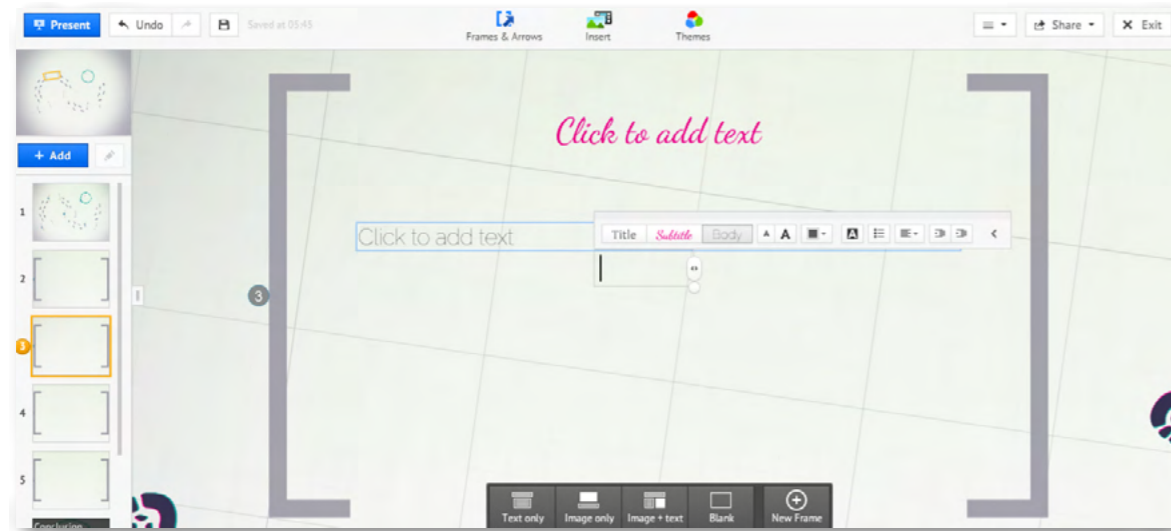 Present Undo Saved at 05:45 Frames & Arrows Insert Themes Share Exit
Click to add text
+ Add
1
Click to add text Title Subtitle Body A A A
2
3
3
4
5
Text only Image only Image + text Blank New Frame
Conclusion